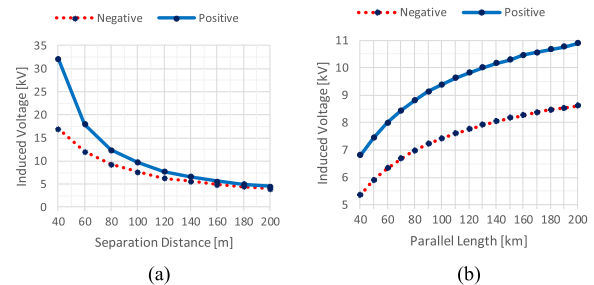 Negative Positive
Induced Voltage [kV]
35
30
25
20
15
10
5
0
40 60 80 100 120 140 160 180 200
Separation Distance [m]
(a)
Negative Positive
Induced Voltage [kV]
11
10
9
8
7
6
5
40 60 80 100 120 140 160 180 200
Parallel Length [km]
(b)